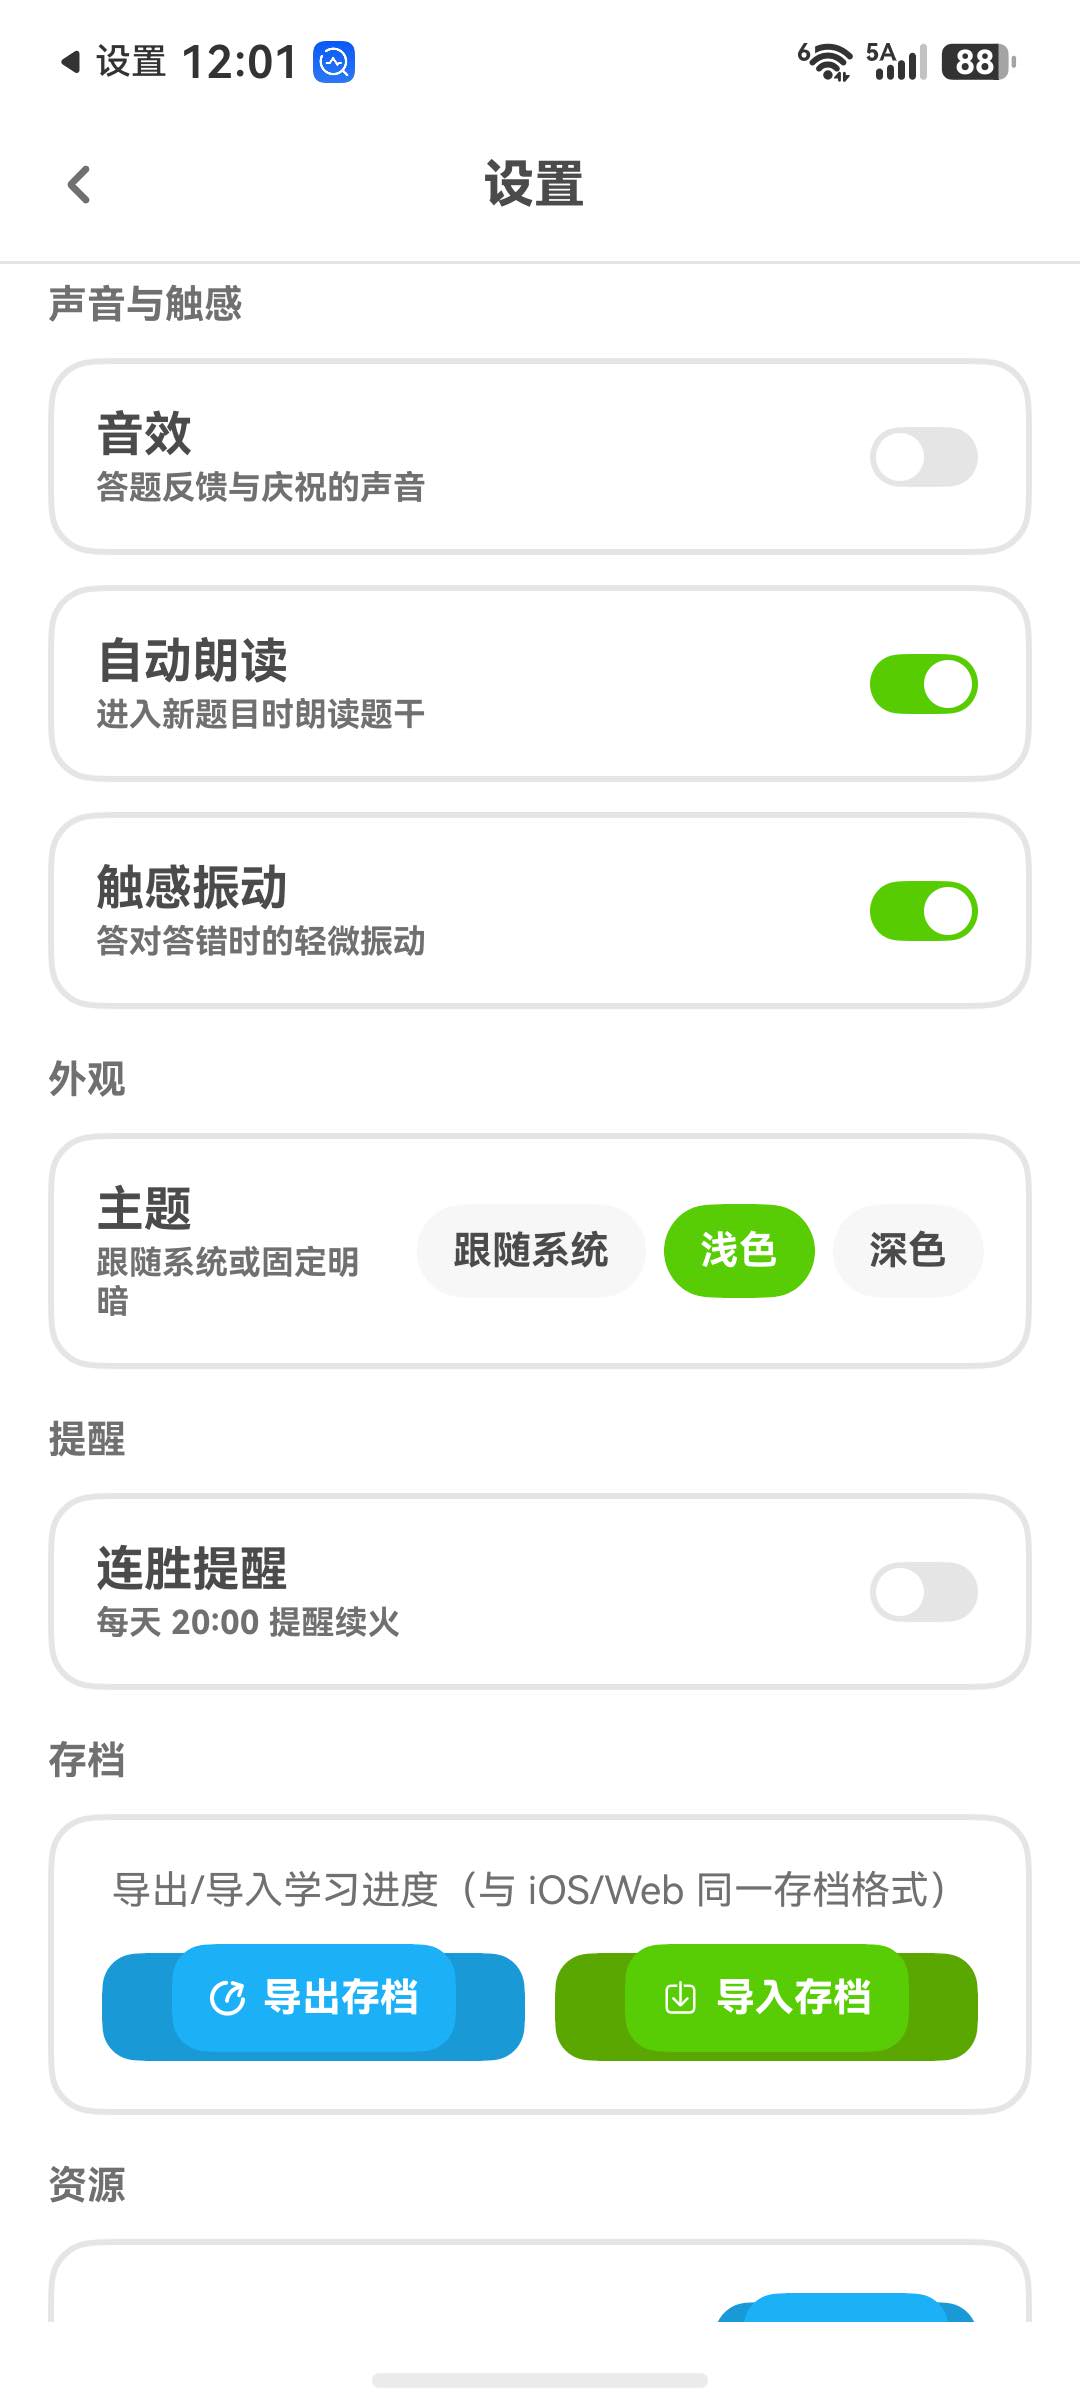 设置 12:01 6 5A 88
设置
声音与触感
音效
答题反馈与庆祝的声音
自动朗读
进入新题目时朗读题干
触感振动
答对答错时的轻微振动
外观
主题
跟随系统或固定明
暗
跟随系统 浅色 深色
提醒
连胜提醒
每天 20:00 提醒续火
存档
导出/导入学习进度（与 iOS/Web 同一存档格式）
导出存档 导入存档
资源